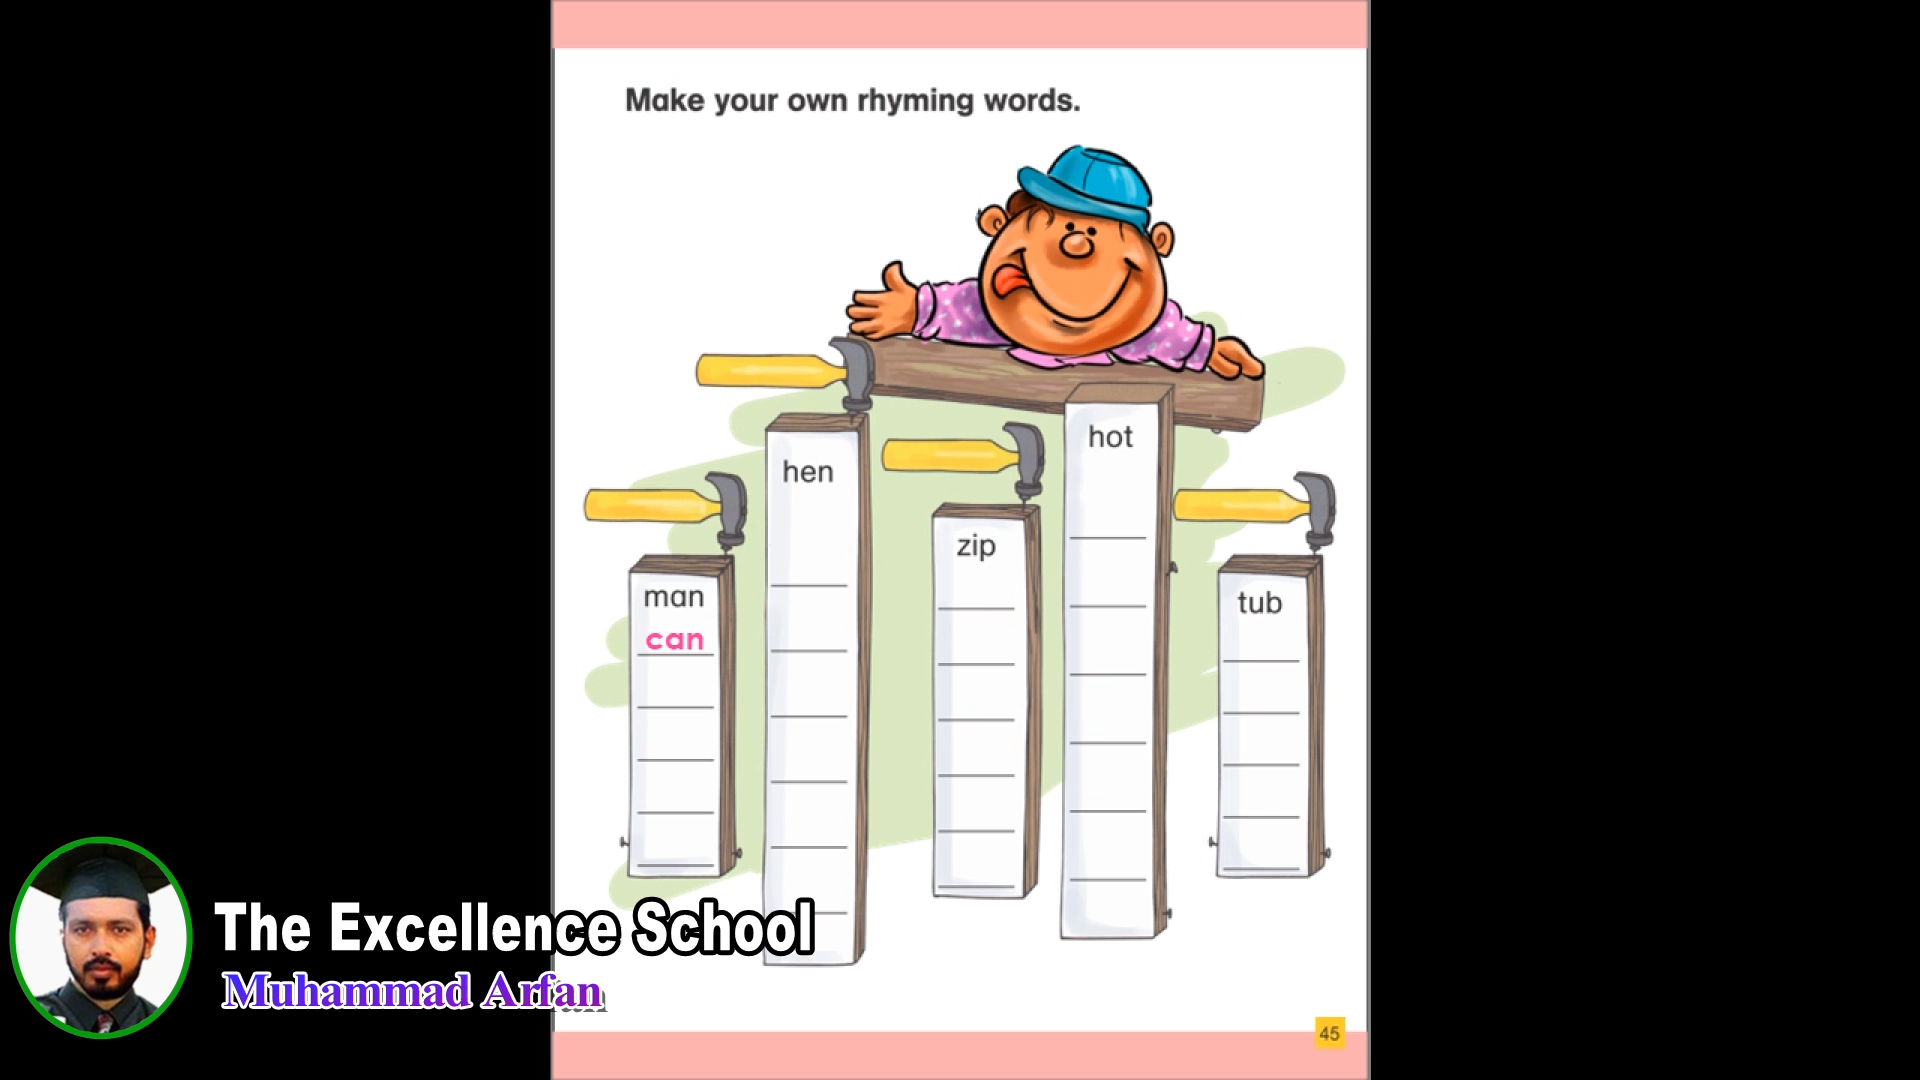 Make your own rhyming words.
hot
hen
zip
man
tub
can
The Excellence School
Muhammad Arfan
45